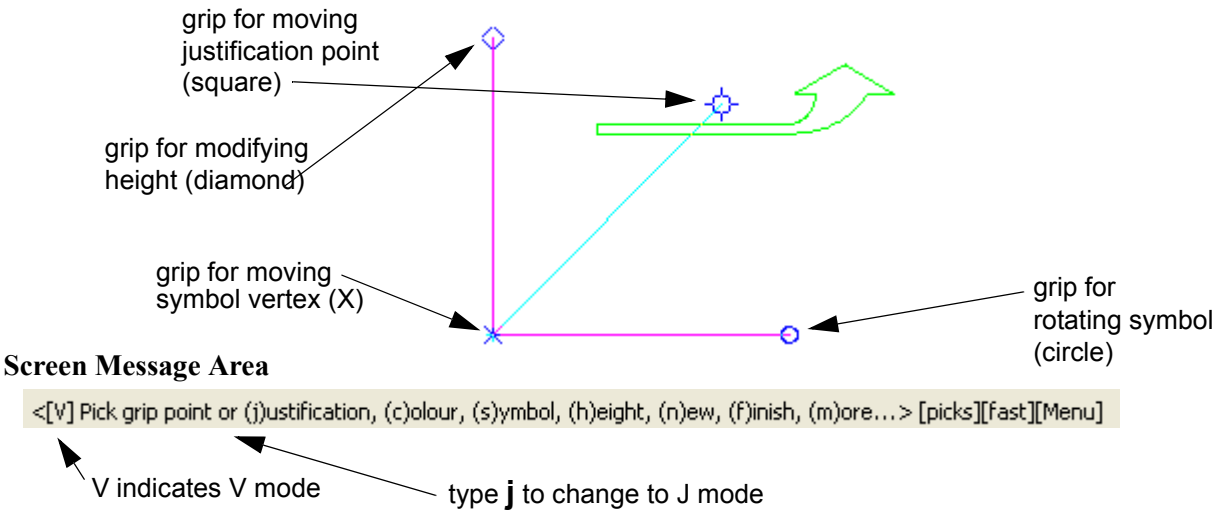 grip for moving
justification point
(square)
grip for modifying
height (diamond)
grip for moving
symbol vertex (X)
grip for
rotating symbol
(circle)
Screen Message Area
<[V] Pick grip point or (j)ustification, (c)olour, (s)ymbol, (h)eight, (n)ew, (f)inish, (m)ore...> [picks][fast][Menu]
V indicates V mode
type j to change to J mode